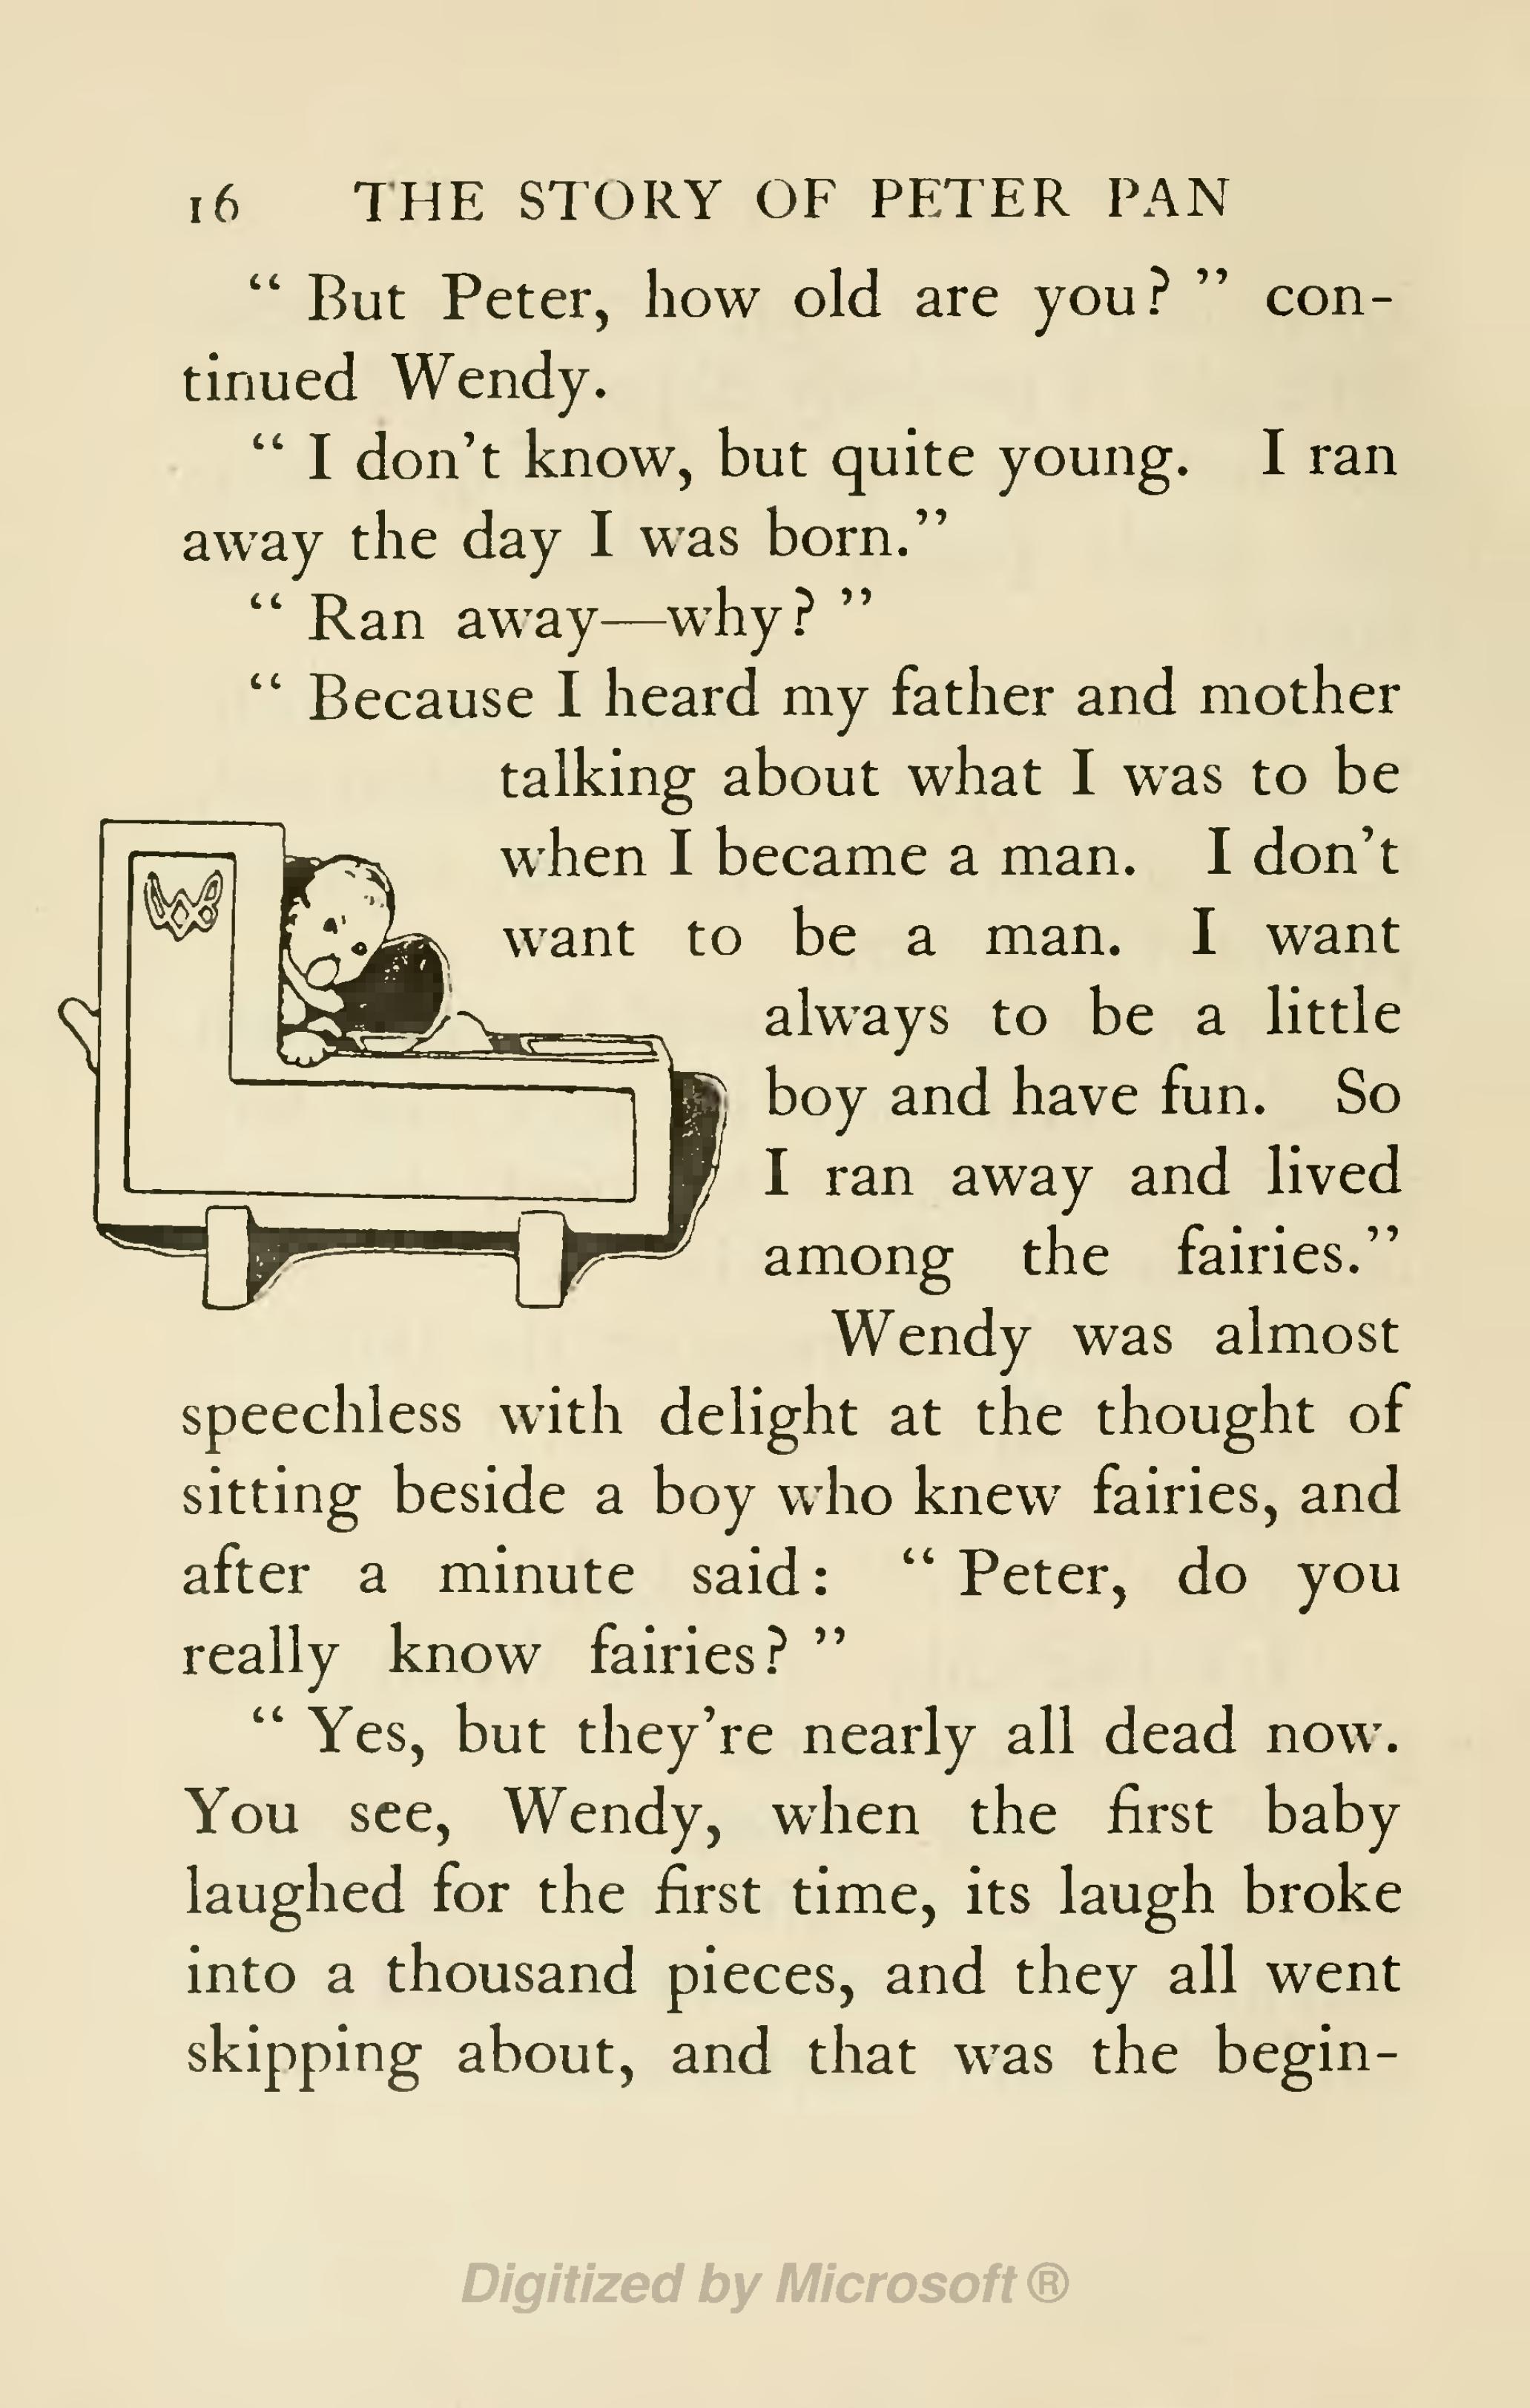 16 THE STORY OF PETER PAN
“ But Peter, how old are you? ” con-
tinued Wendy.
“ I don’t know, but quite young. I ran
away the day I was born.”
“ Ran away—why? ”
“ Because I heard my father and mother
talking about what I was to be
when I became a man. I don’t
want to be a man. I want
always to be a little
boy and have fun. So
I ran away and lived
among the fairies.”
Wendy was almost
speechless with delight at the thought of
sitting beside a boy who knew fairies, and
after a minute said: “ Peter, do you
really know fairies? ”
“ Yes, but they’re nearly all dead now.
You see, Wendy, when the first baby
laughed for the first time, its laugh broke
into a thousand pieces, and they all went
skipping about, and that was the begin-
Digitized by Microsoft ®